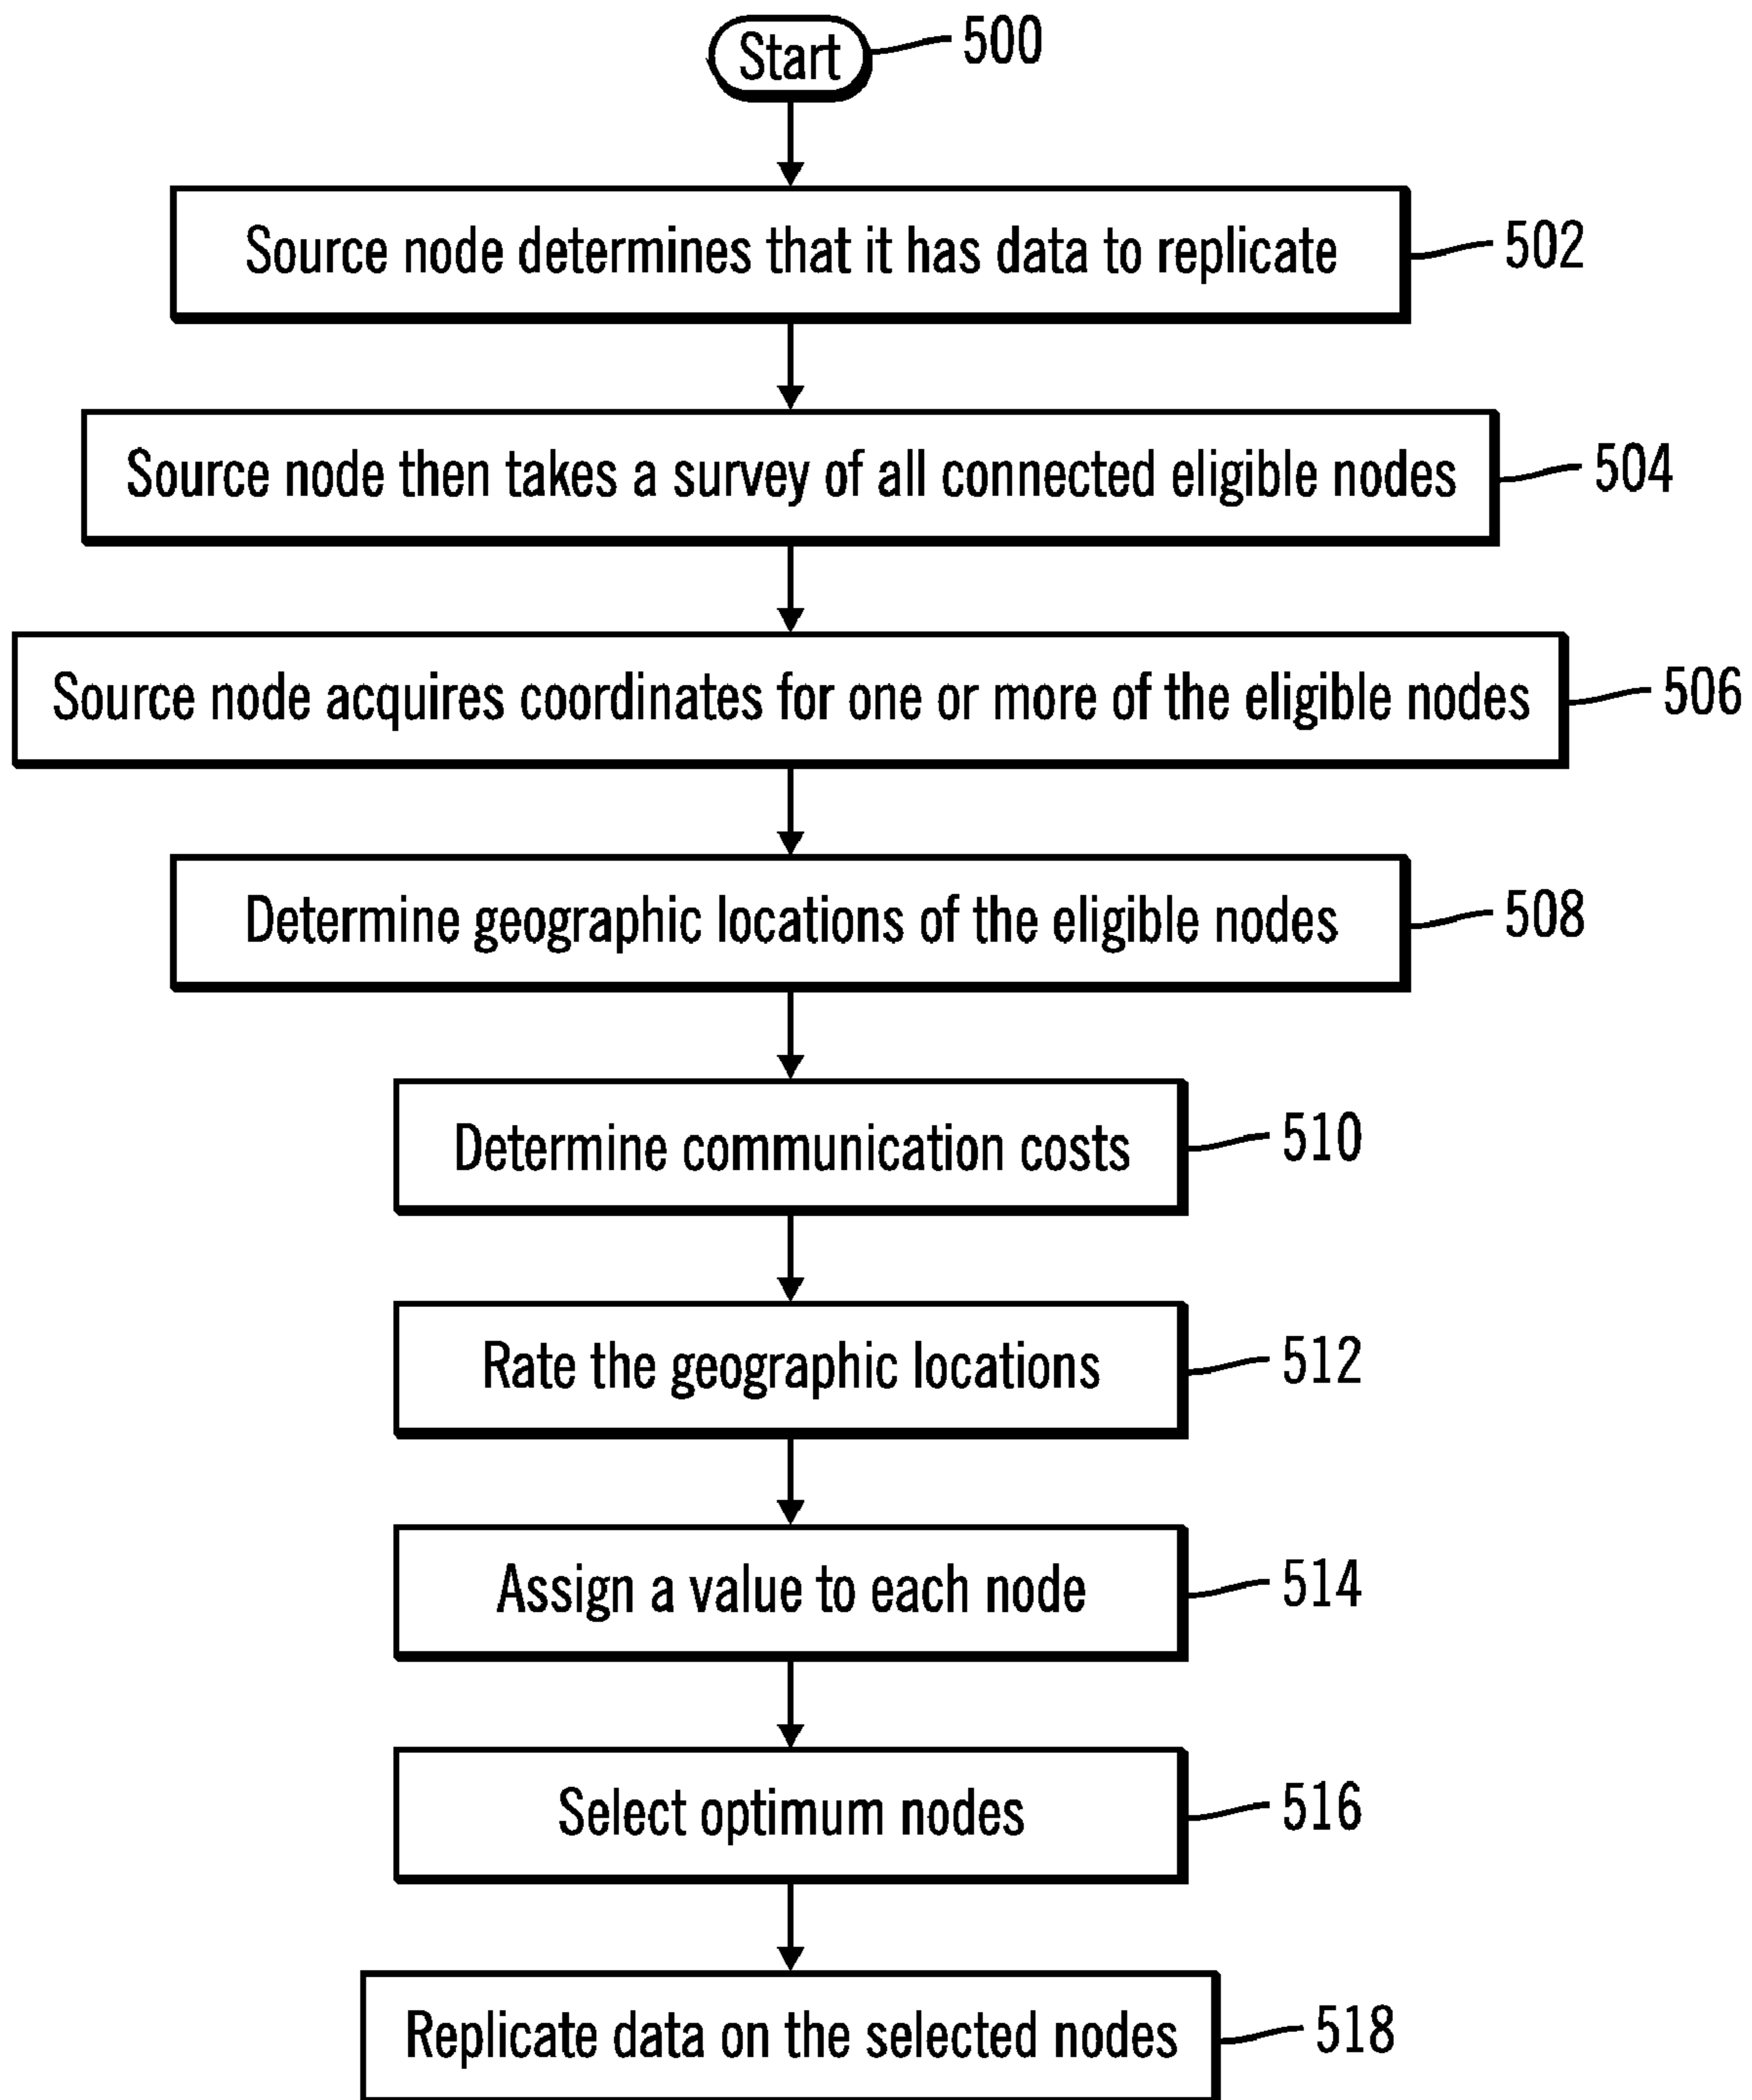 Start
500
Source node determines that it has data to replicate
502
Source node then takes a survey of all connected eligible nodes
504
Source node acquires coordinates for one or more of the eligible nodes
506
Determine geographic locations of the eligible nodes
508
Determine communication costs
510
Rate the geographic locations
512
Assign a value to each node
514
Select optimum nodes
516
Replicate data on the selected nodes
518